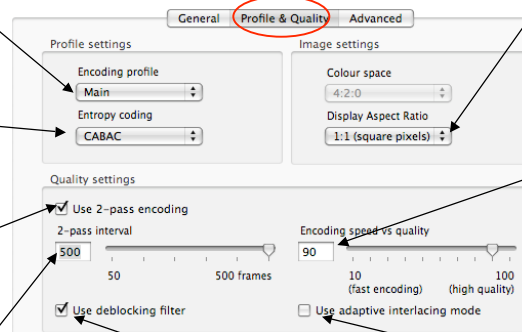 General Profile & Quality Advanced
Profile settings
Encoding profile
Main
Entropy coding
CABAC
Image settings
Colour space
4:2:0
Display Aspect Ratio
1:1 (square pixels)
Quality settings
Use 2-pass encoding
2-pass interval
500
50 500 frames
Encoding speed vs quality
90
10 100
(fast encoding) (high quality)
Use deblocking filter
Use adaptive interlacing mode